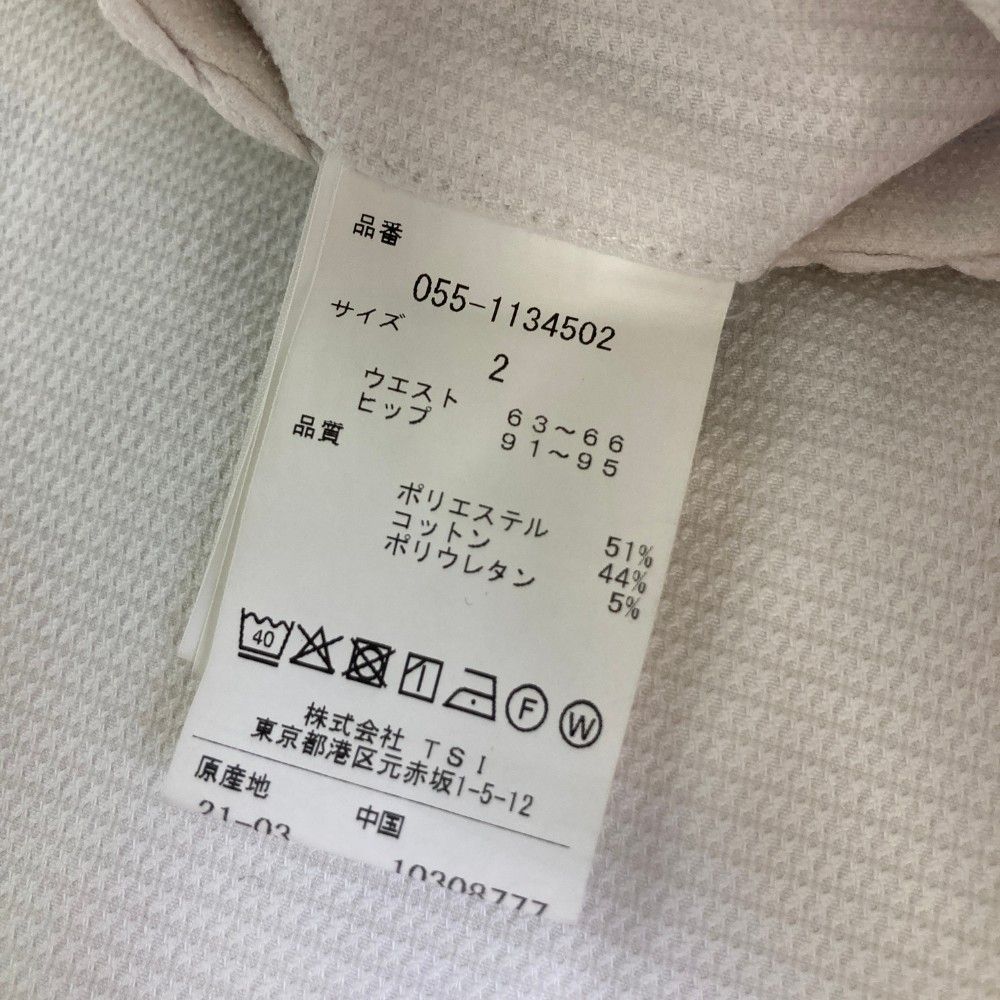 品番
055-1134502
サイズ
2
ウエスト 63〜66
ヒップ 91〜95
品質
ポリエステル 51%
コットン 44%
ポリウレタン 5%
40
F W
株式会社 TSI
東京都港区元赤坂1-5-12
原産地
中国
21-03
10308777